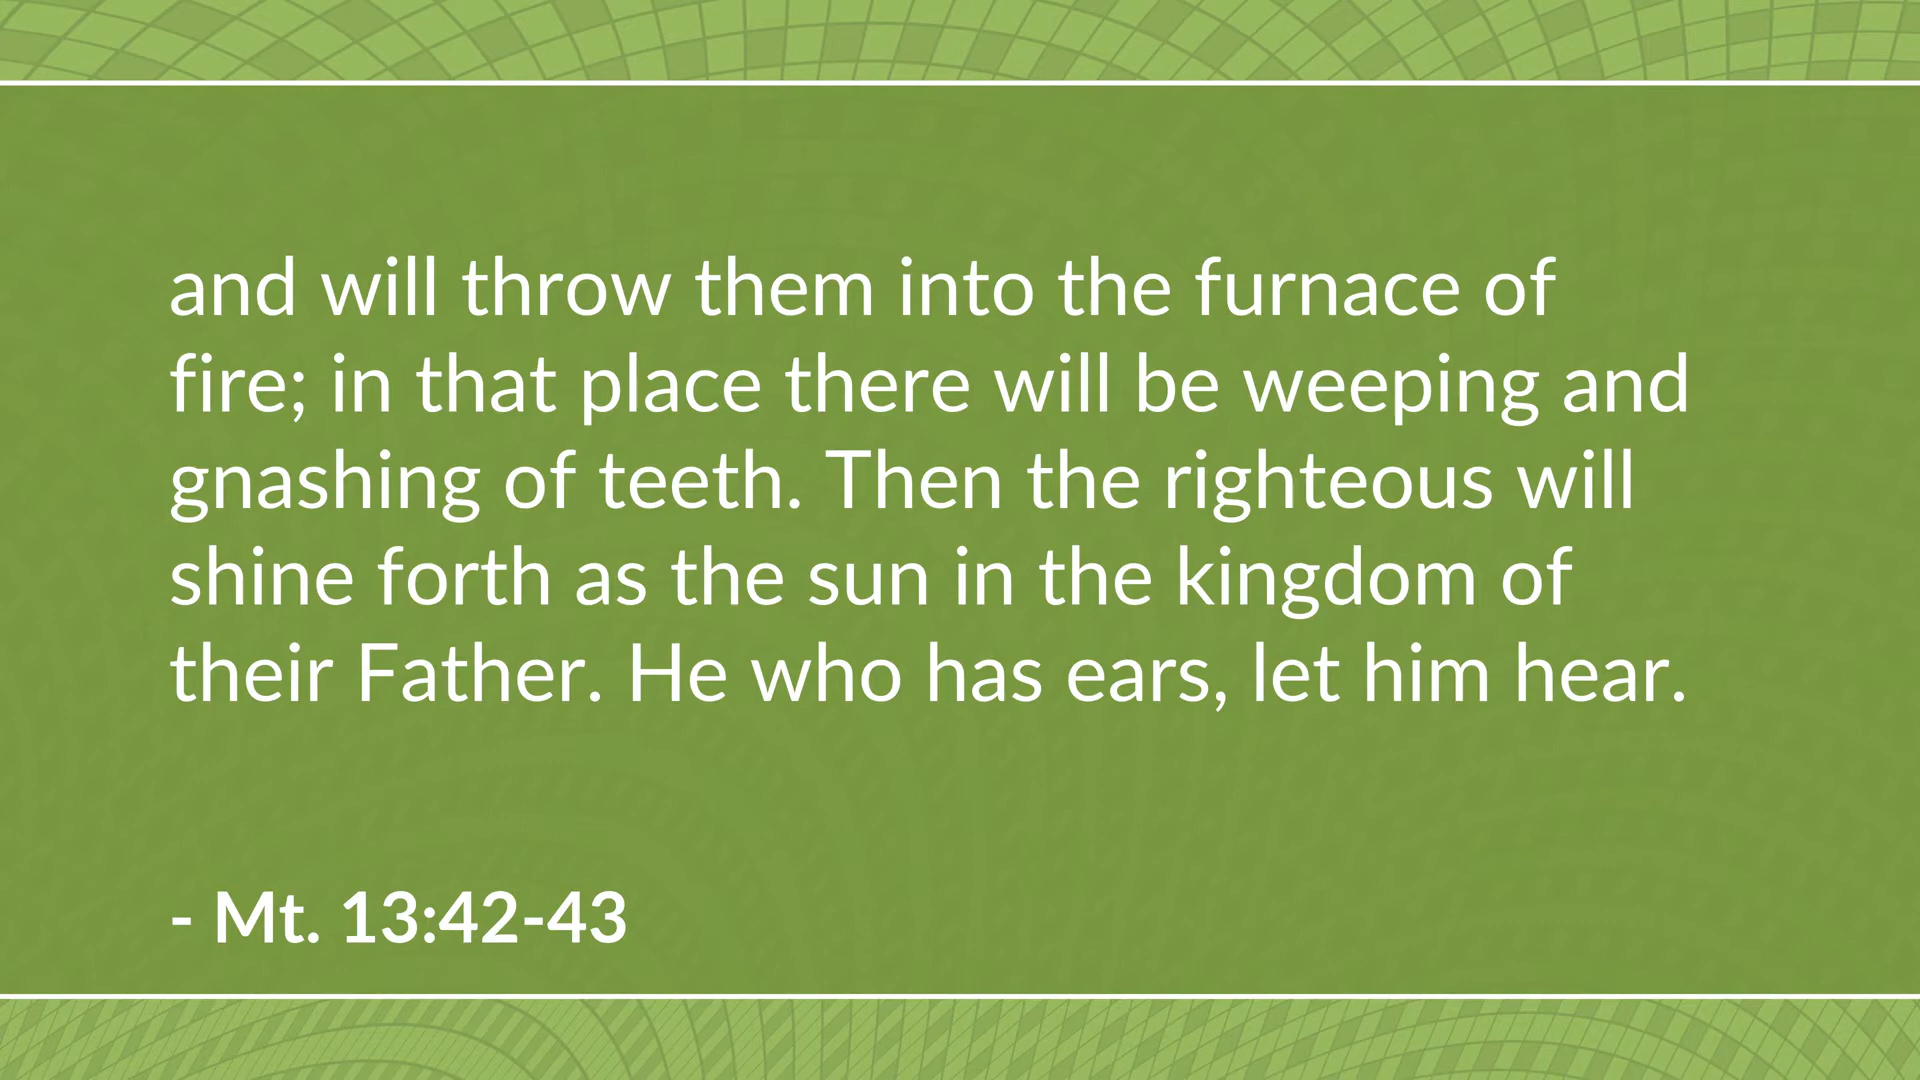 and will throw them into the furnace of
fire; in that place there will be weeping and
gnashing of teeth. Then the righteous will
shine forth as the sun in the kingdom of
their Father. He who has ears, let him hear.
- Mt. 13:42-43